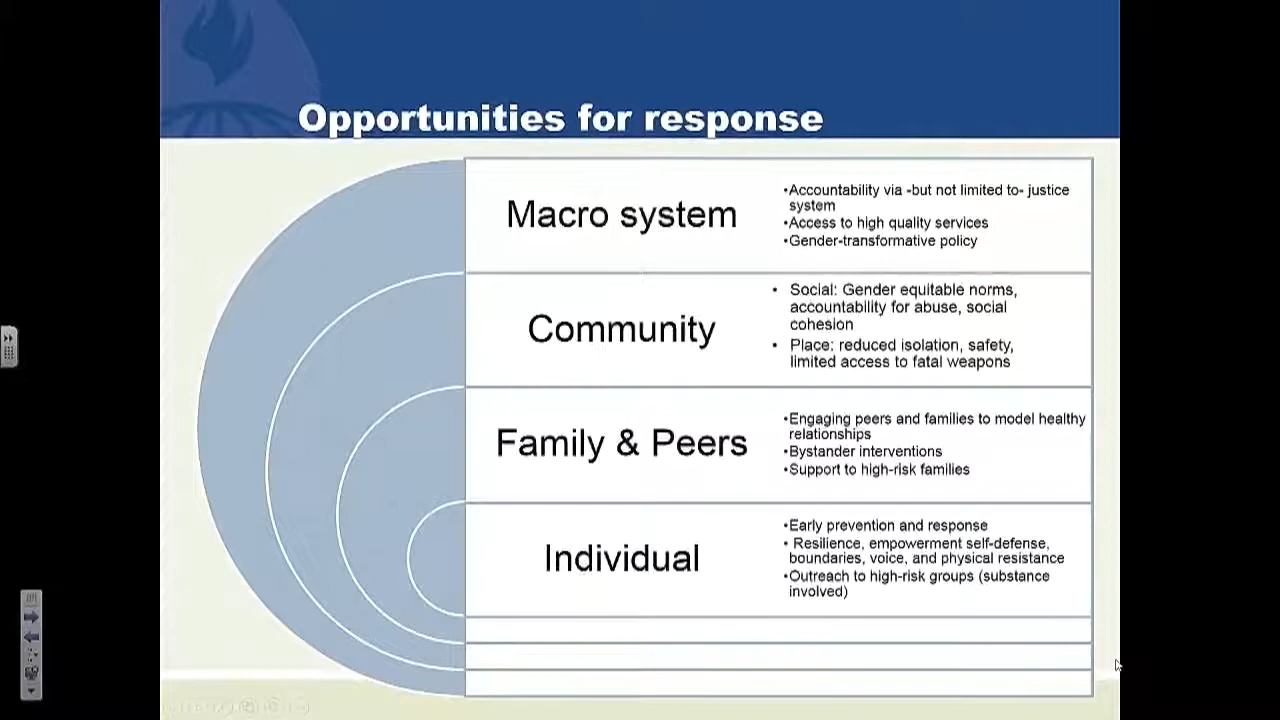 Opportunities for response
Macro system
•Accountability via -but not limited to- justice
system
•Access to high quality services
•Gender-transformative policy
Community
• Social: Gender equitable norms,
accountability for abuse, social
cohesion
• Place: reduced isolation, safety,
limited access to fatal weapons
Family & Peers
•Engaging peers and families to model healthy
relationships
•Bystander interventions
•Support to high-risk families
Individual
•Early prevention and response
• Resilience, empowerment self-defense,
boundaries, voice, and physical resistance
•Outreach to high-risk groups (substance
involved)